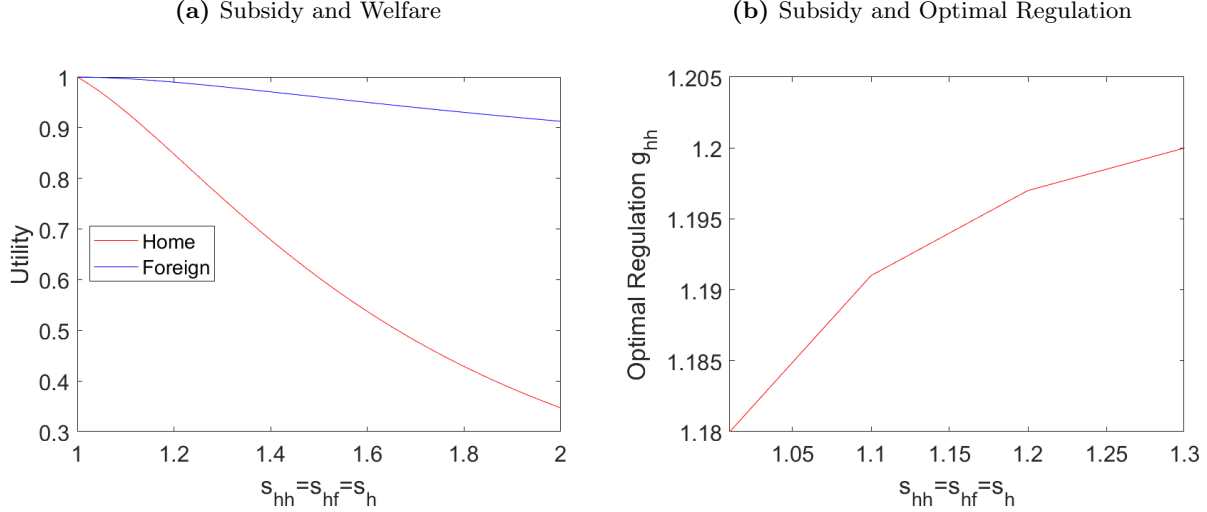 (a) Subsidy and Welfare
1
0.9
0.8
0.7
0.6
0.5
0.4
0.3
Utility
Home
Foreign
1 1.2 1.4 1.6 1.8 2
s_hh=s_hf=s_h
(b) Subsidy and Optimal Regulation
1.205
1.2
1.195
1.19
1.185
1.18
Optimal Regulation g_hh
1.05 1.1 1.15 1.2 1.25 1.3
s_hh=s_hf=s_h